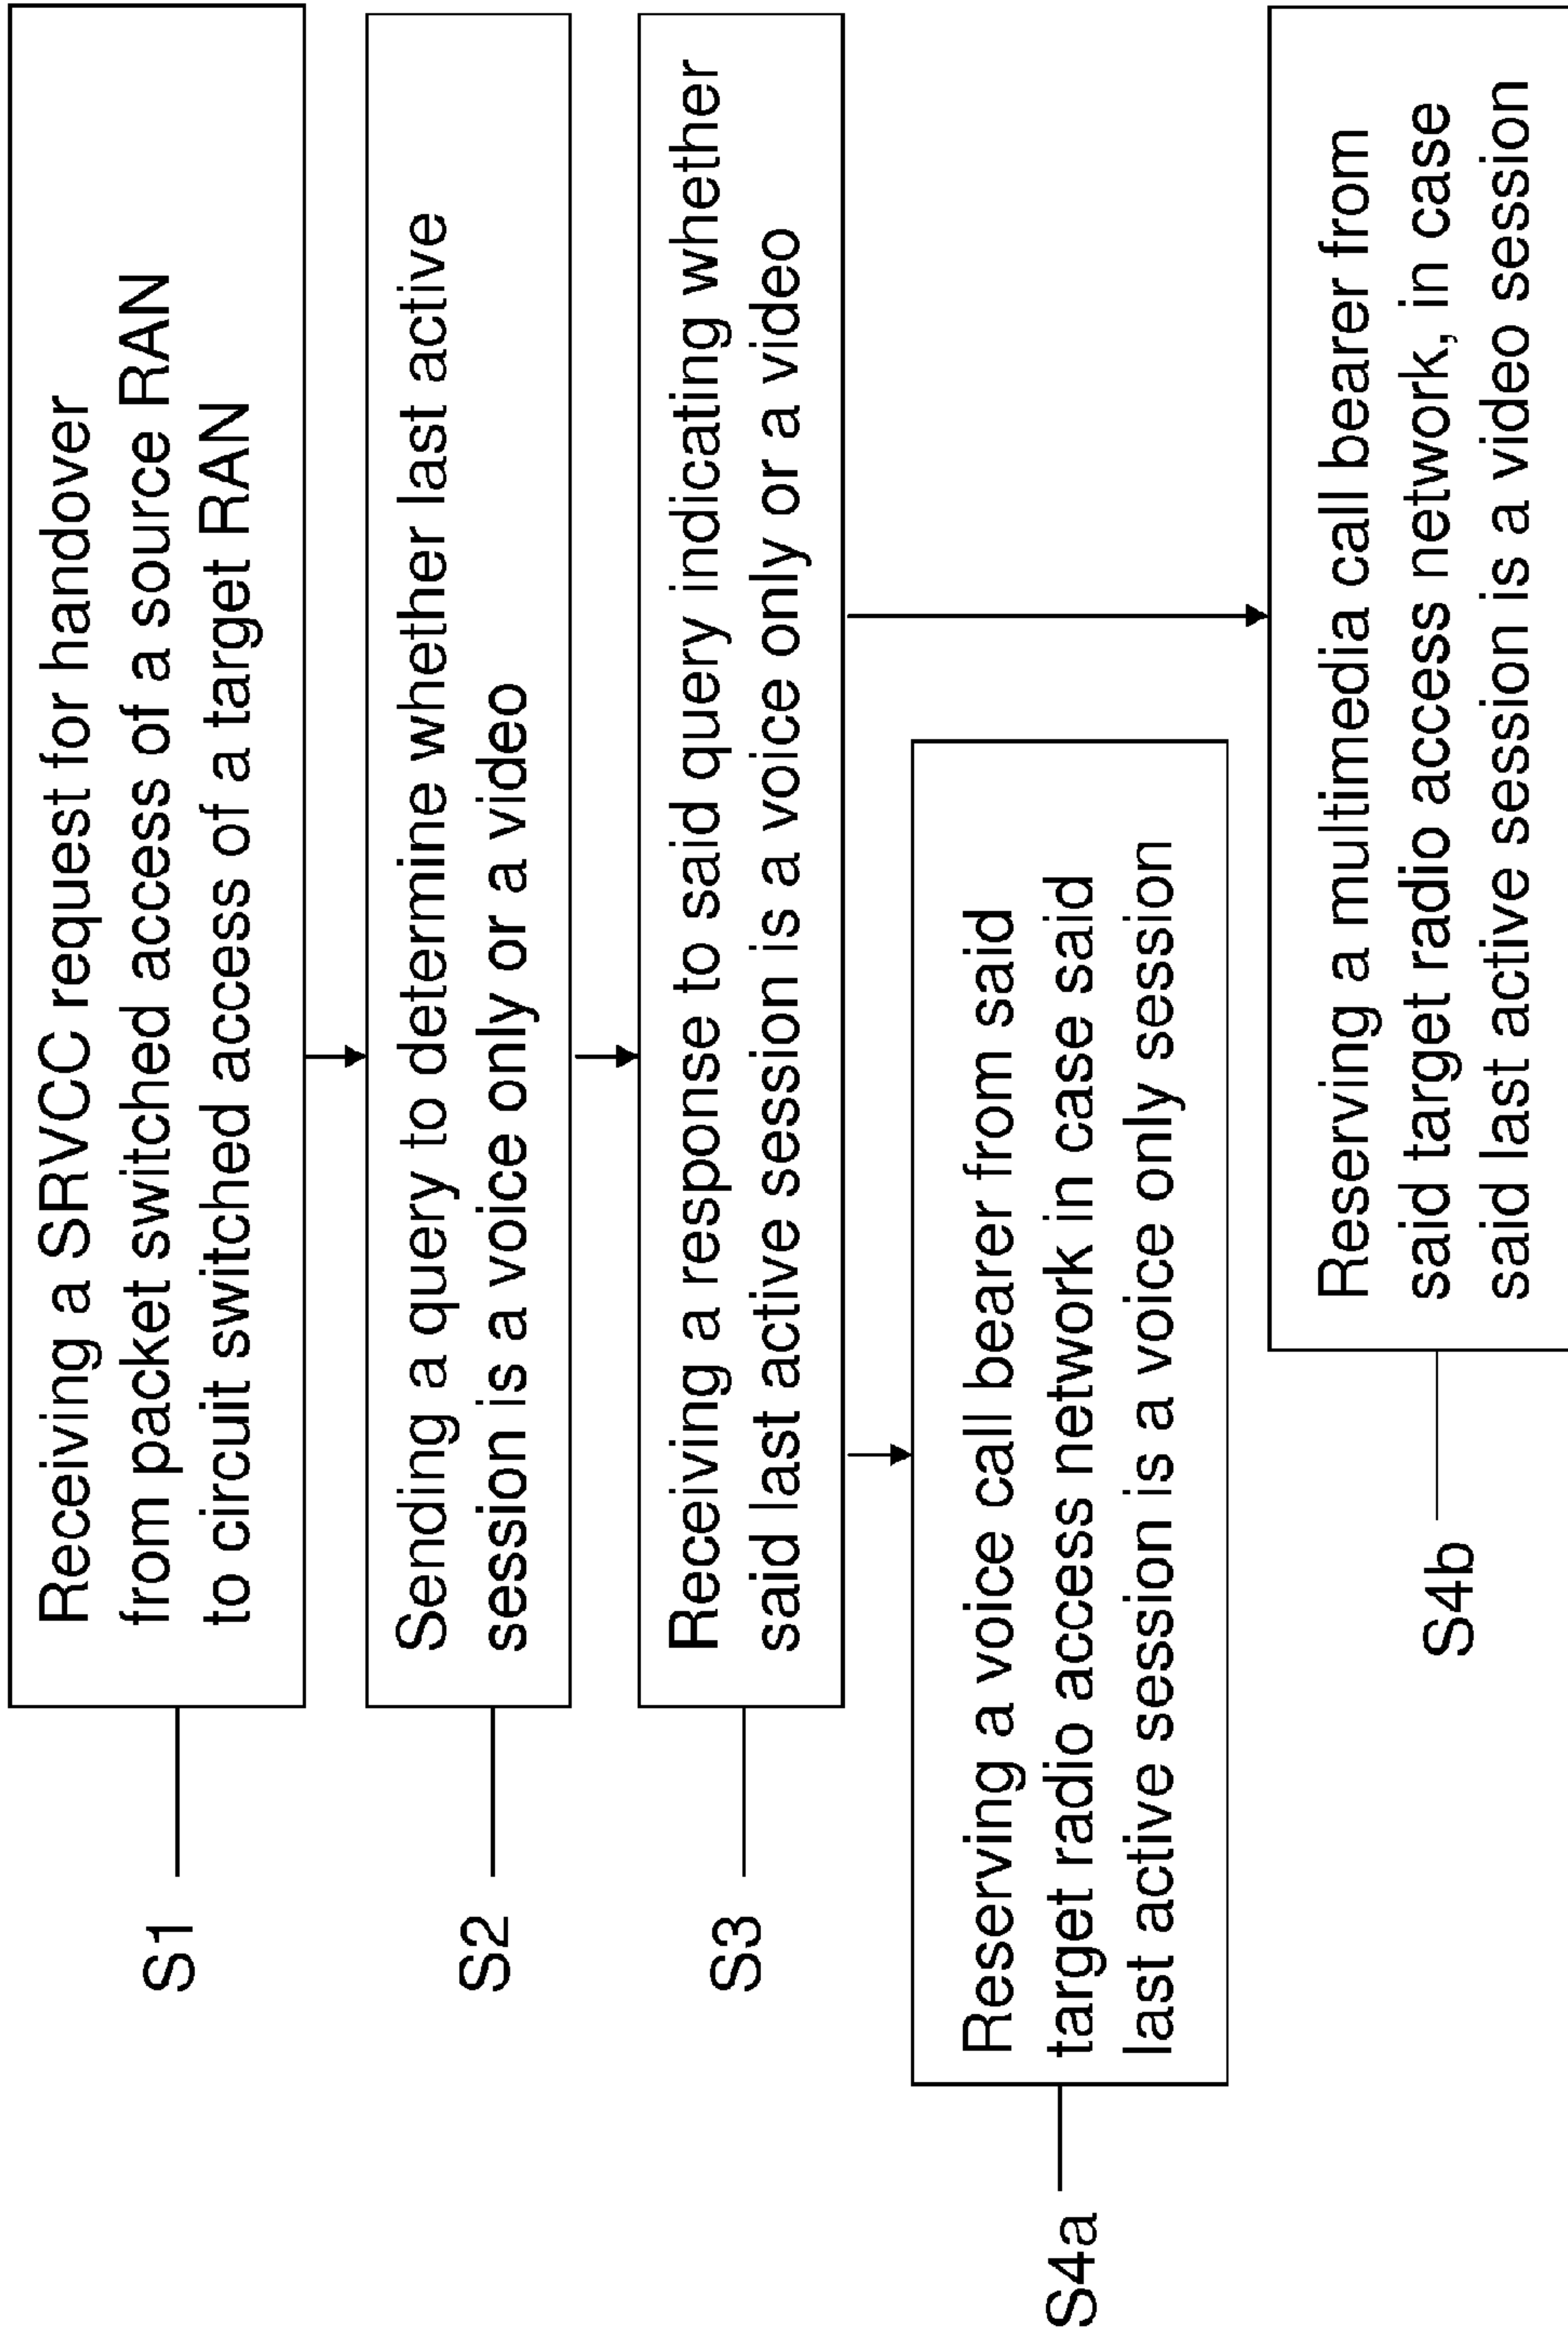 S1
Receiving a SRVCC request for handover
from packet switched access of a source RAN
to circuit switched access of a target RAN
S2
Sending a query to determine whether last active
session is a voice only or a video
S3
Receiving a response to said query indicating whether
said last active session is a voice only or a video
S4a
Reserving a voice call bearer from said
target radio access network in case said
last active session is a voice only session
S4b
Reserving a multimedia call bearer from
said target radio access network, in case
said last active session is a video session